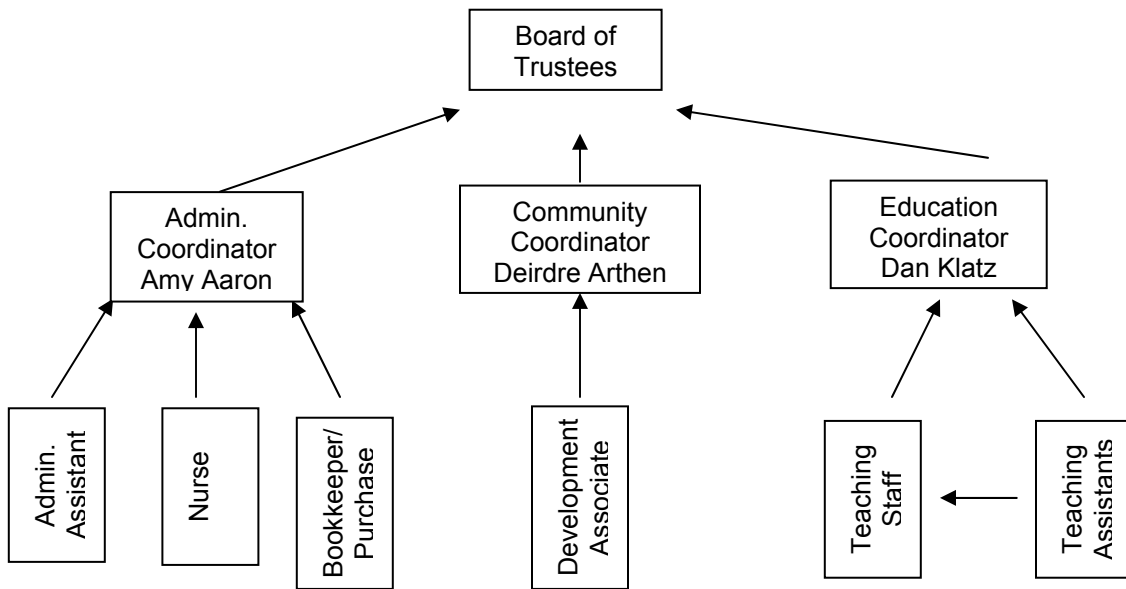 Board of
Trustees
Admin.
Coordinator
Amy Aaron
Community
Coordinator
Deirdre Arthen
Education
Coordinator
Dan Klatz
Admin.
Assistant
Nurse
Bookkeeper/
Purchase
Development
Associate
Teaching
Staff
Teaching
Assistants